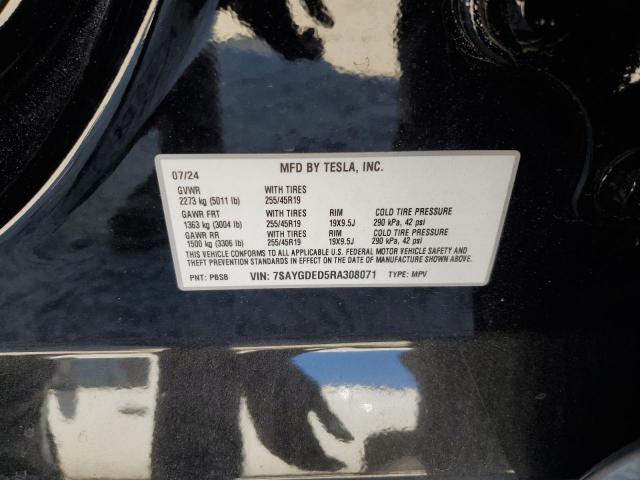 07/24 MFD BY TESLA, INC.
GVWR WITH TIRES
2273 kg (5011 lb) 255/45R19
GAWR FRT WITH TIRES RIM COLD TIRE PRESSURE
1363 kg (3004 lb) 255/45R19 19X9.5J 290 kPa, 42 psi
GAWR RR WITH TIRES RIM COLD TIRE PRESSURE
1500 kg (3306 lb) 255/45R19 19X9.5J 290 kPa, 42 psi
THIS VEHICLE CONFORMS TO ALL APPLICABLE U.S. FEDERAL MOTOR VEHICLE SAFETY AND
THEFT PREVENTION STANDARDS IN EFFECT ON THE DATE OF MANUFACTURE SHOWN ABOVE.
PNT: PBSB VIN: 7SAYGDED5RA308071 TYPE: MPV